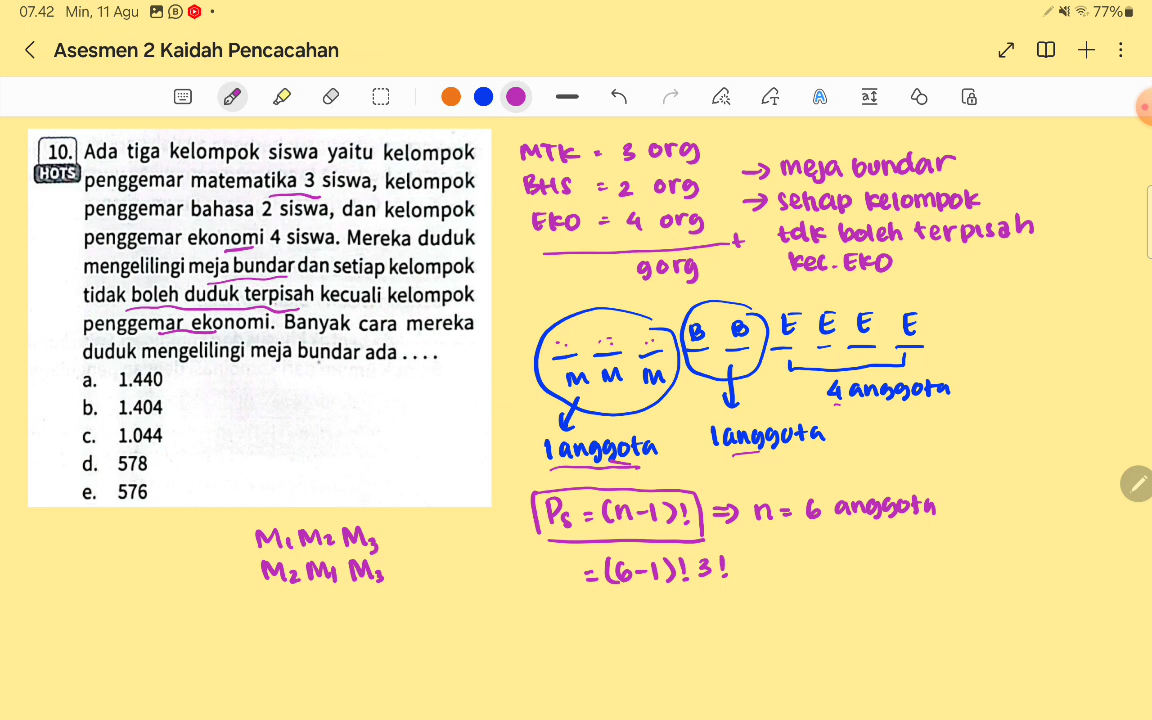 07.42 Min, 11 Agu
77%
Asesmen 2 Kaidah Pencacahan
10. Ada tiga kelompok siswa yaitu kelompok
HOTS
penggemar matematika 3 siswa, kelompok
penggemar bahasa 2 siswa, dan kelompok
penggemar ekonomi 4 siswa. Mereka duduk
mengelilingi meja bundar dan setiap kelompok
tidak boleh duduk terpisah kecuali kelompok
penggemar ekonomi. Banyak cara mereka
duduk mengelilingi meja bundar ada ....
a. 1.440
b. 1.404
c. 1.044
d. 578
e. 576
M1 M2 M3
M2 M1 M3
MTK = 3 org
BHS = 2 org
EKO = 4 org
+
9 org
→ meja bundar
→ setiap kelompok
tdk boleh terpisah
kec. EKO
B B E E E E
M M M
4 anggota
1 anggota
1 anggota
Ps = (n-1)! ⇒ n = 6 anggota
= (6-1)! 3!